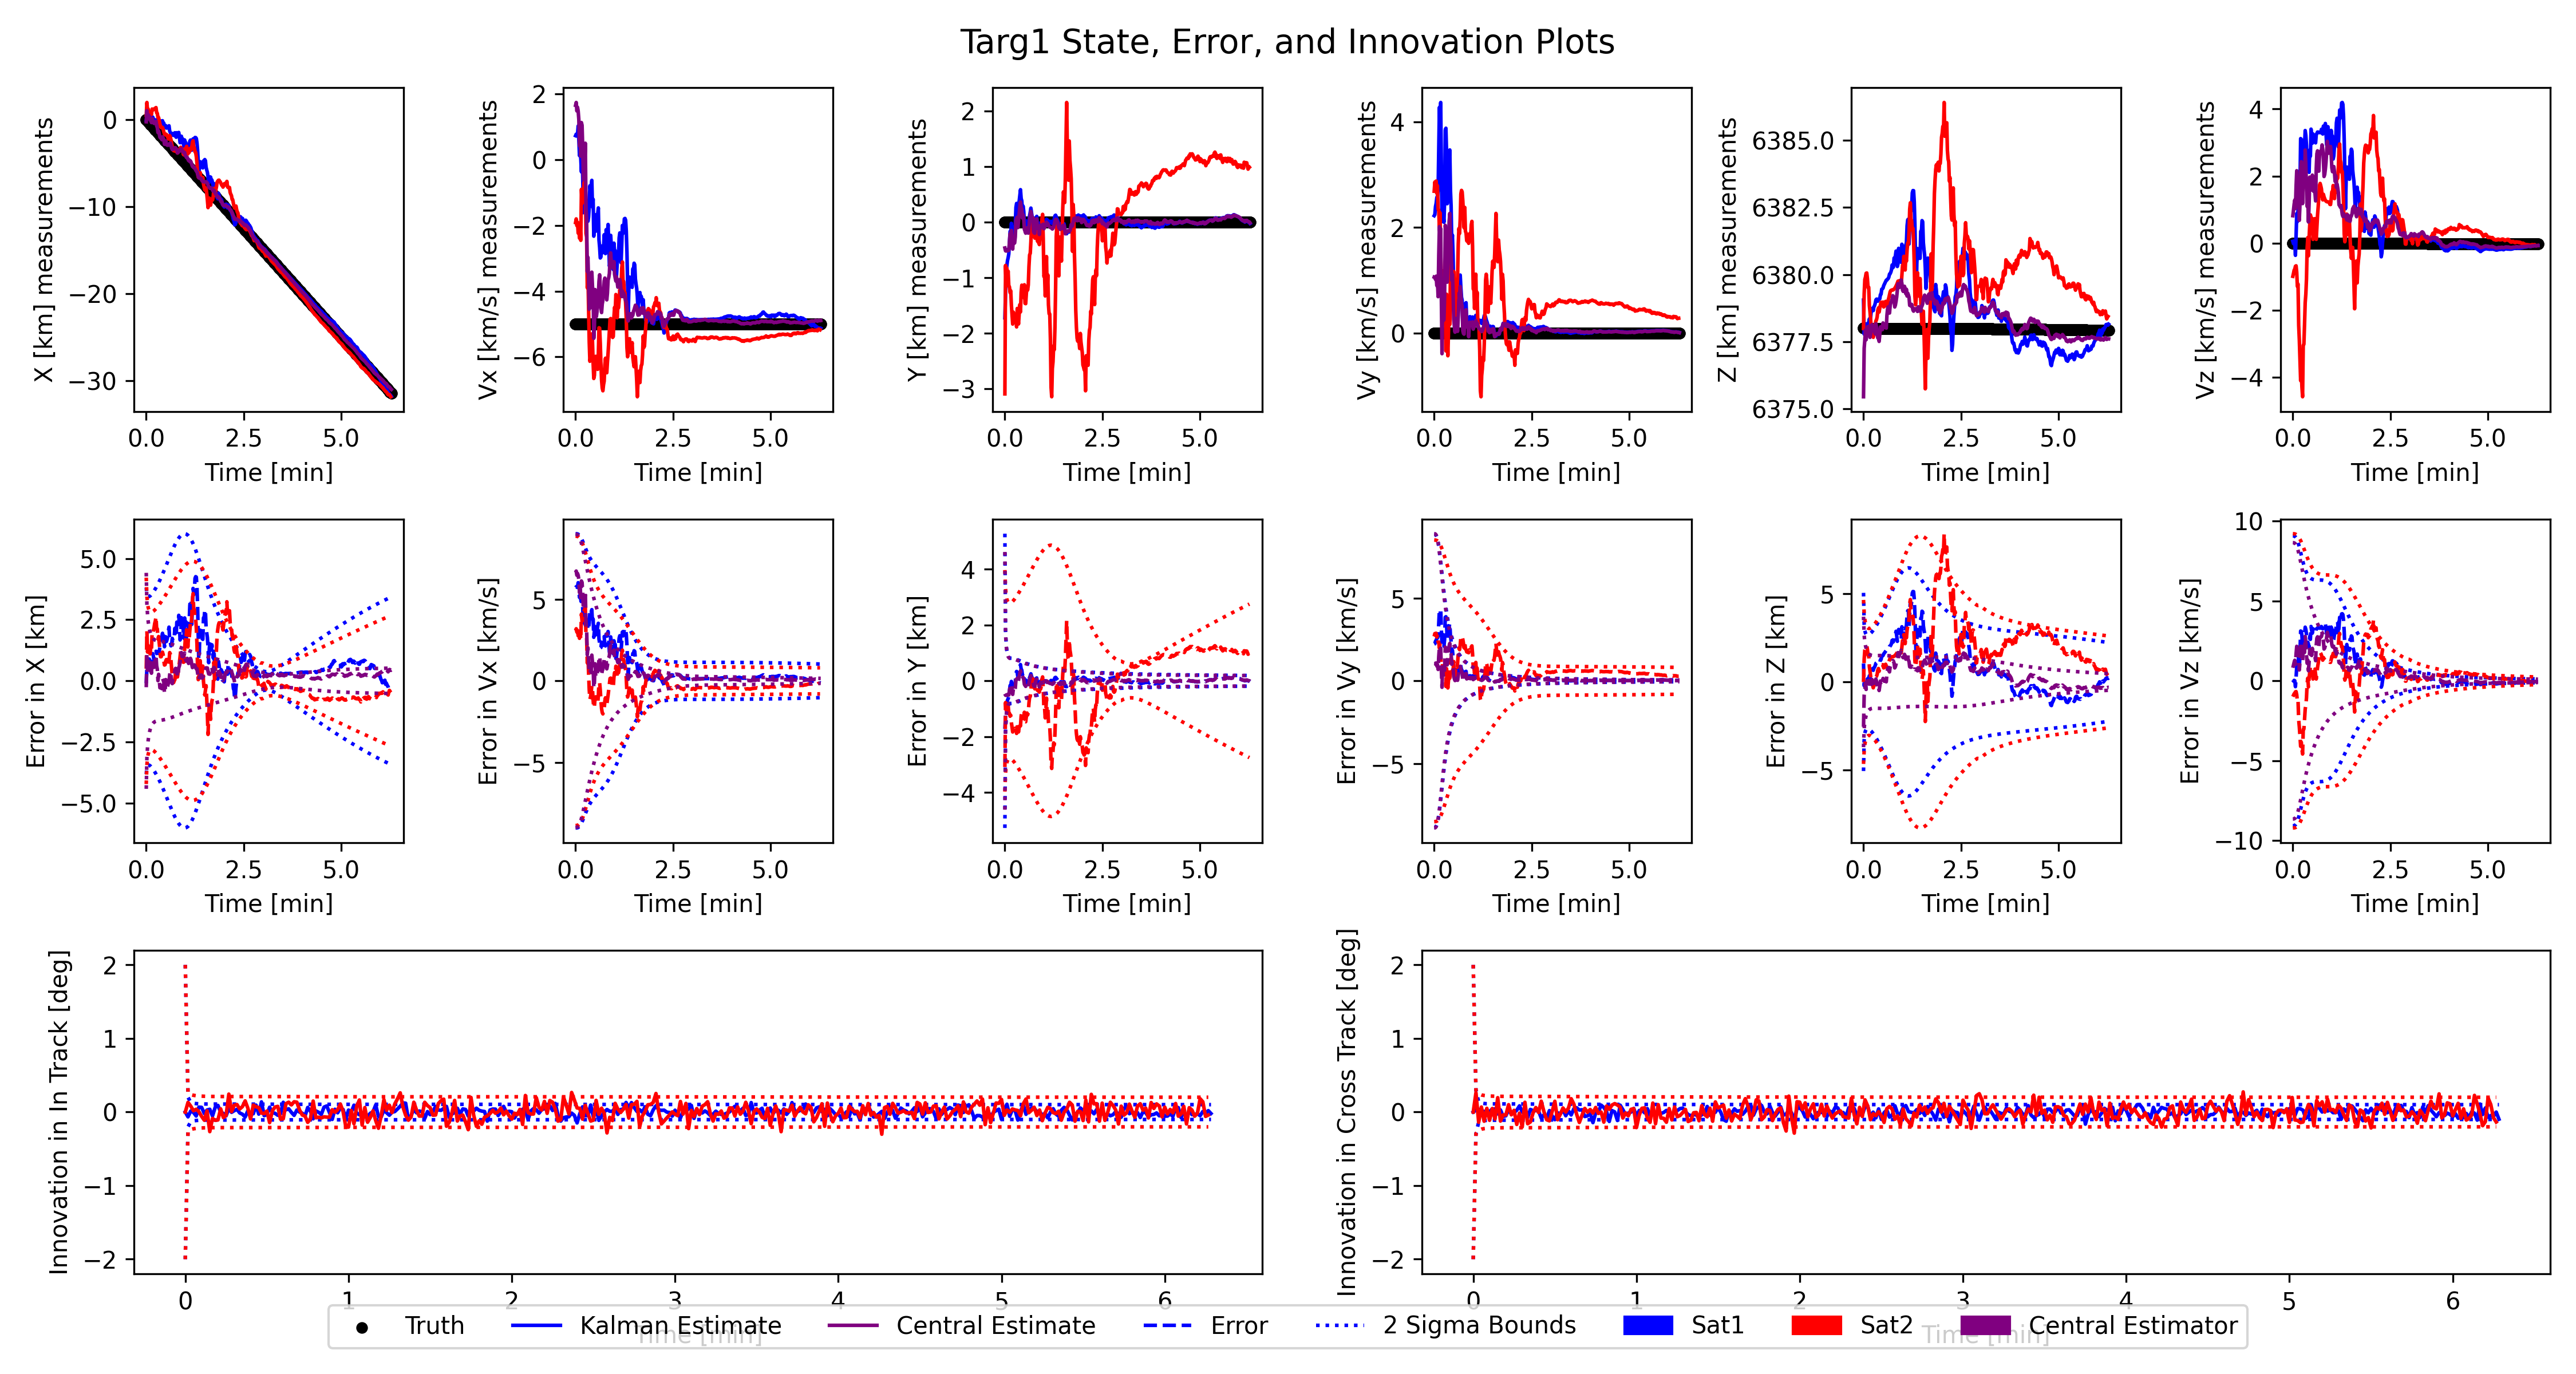 Targ1 State, Error, and Innovation Plots
X [km] measurements
0
−10
−20
−30
0.0 2.5 5.0
Time [min]
Vx [km/s] measurements
2
0
−2
−4
−6
0.0 2.5 5.0
Time [min]
Y [km] measurements
2
1
0
−1
−2
−3
0.0 2.5 5.0
Time [min]
Vy [km/s] measurements
4
2
0
0.0 2.5 5.0
Time [min]
Z [km] measurements
6385.0
6382.5
6380.0
6377.5
6375.0
0.0 2.5 5.0
Time [min]
Vz [km/s] measurements
4
2
0
−2
−4
0.0 2.5 5.0
Time [min]
Error in X [km]
5.0
2.5
0.0
−2.5
−5.0
0.0 2.5 5.0
Time [min]
Error in Vx [km/s]
5
0
−5
0.0 2.5 5.0
Time [min]
Error in Y [km]
4
2
0
−2
−4
0.0 2.5 5.0
Time [min]
Error in Vy [km/s]
5
0
−5
0.0 2.5 5.0
Time [min]
Error in Z [km]
5
0
−5
0.0 2.5 5.0
Time [min]
Error in Vz [km/s]
10
5
0
−5
−10
0.0 2.5 5.0
Time [min]
Innovation in In Track [deg]
2
1
0
−1
−2
0 1 2 3 4 5 6
Time [min]
Innovation in Cross Track [deg]
2
1
0
−1
−2
0 1 2 3 4 5 6
Time [min]
Truth Kalman Estimate Central Estimate Error 2 Sigma Bounds Sat1 Sat2 Central Estimator